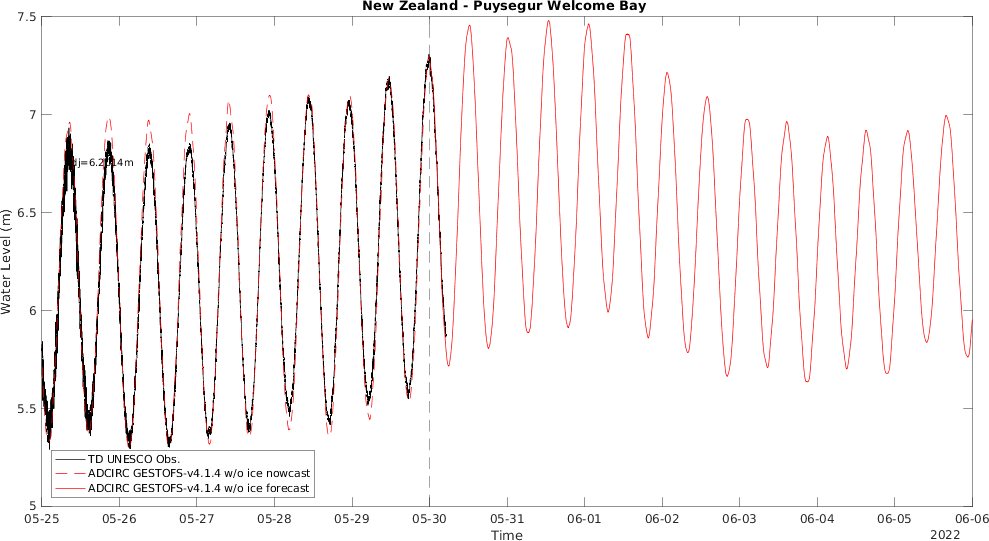 New Zealand - Puysegur Welcome Bay
Water Level (m)
7.5
7
6.5
6
5.5
5
TD UNESCO Obs.
ADCIRC GESTOFS-v4.1.4 w/o ice nowcast
ADCIRC GESTOFS-v4.1.4 w/o ice forecast
05-25 05-26 05-27 05-28 05-29 05-30 05-31 06-01 06-02 06-03 06-04 06-05 06-06
Time
2022